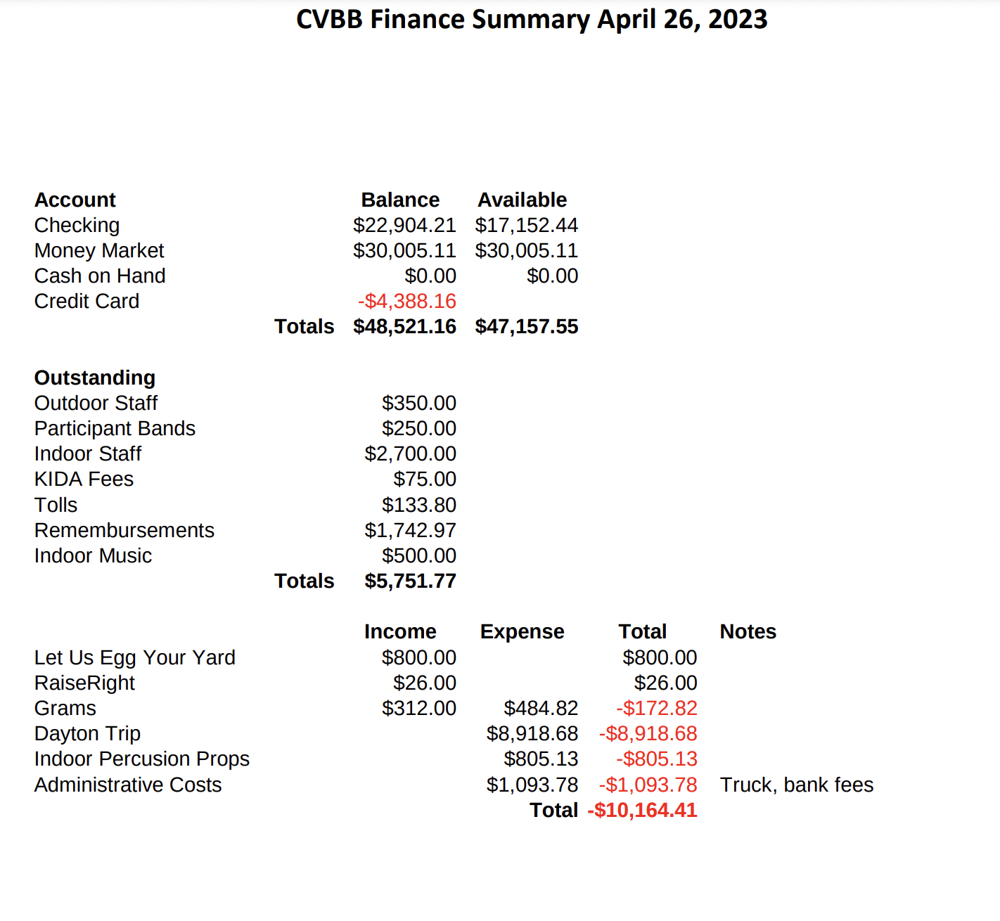 CVBB Finance Summary April 26, 2023
Account Balance Available
Checking $22,904.21 $17,152.44
Money Market $30,005.11 $30,005.11
Cash on Hand $0.00 $0.00
Credit Card -$4,388.16
Totals $48,521.16 $47,157.55
Outstanding
Outdoor Staff $350.00
Participant Bands $250.00
Indoor Staff $2,700.00
KIDA Fees $75.00
Tolls $133.80
Remembursements $1,742.97
Indoor Music $500.00
Totals $5,751.77
Income Expense Total Notes
Let Us Egg Your Yard $800.00 $800.00
RaiseRight $26.00 $26.00
Grams $312.00 $484.82 -$172.82
Dayton Trip $8,918.68 -$8,918.68
Indoor Percusion Props $805.13 -$805.13
Administrative Costs $1,093.78 -$1,093.78 Truck, bank fees
Total -$10,164.41